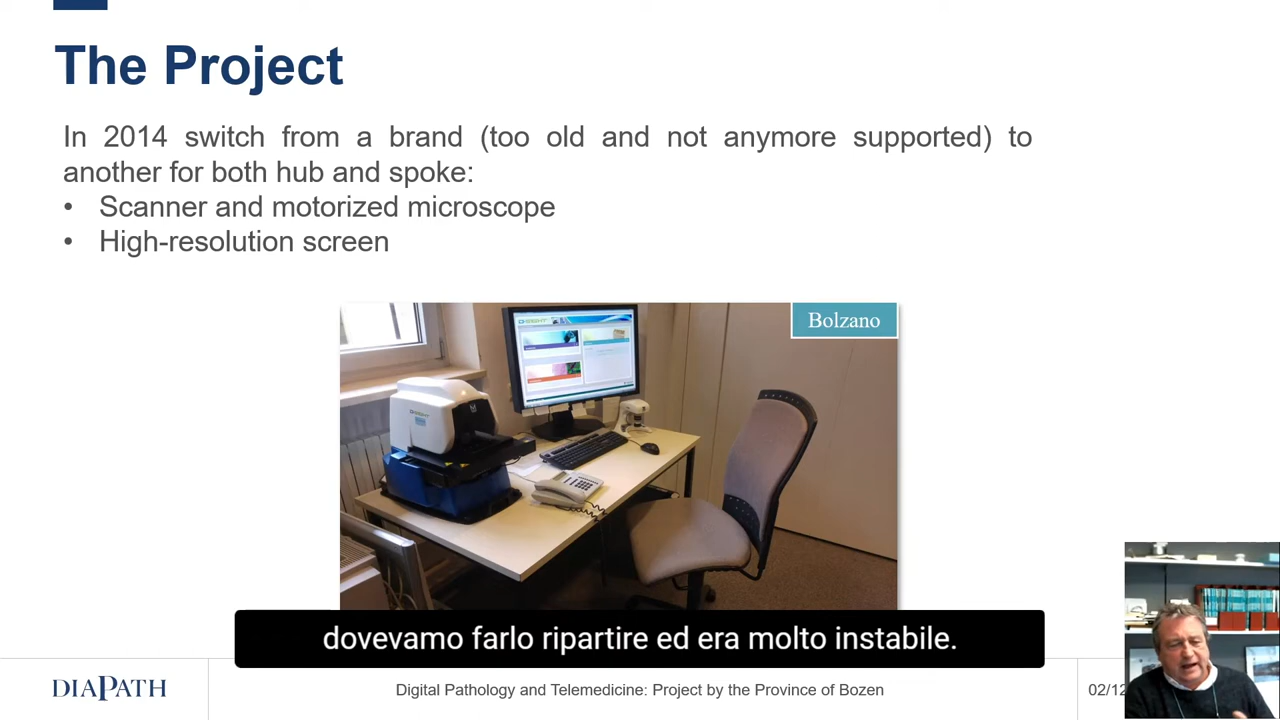 The Project
In 2014 switch from a brand (too old and not anymore supported) to
another for both hub and spoke:
• Scanner and motorized microscope
• High-resolution screen
Bolzano
dovevamo farlo ripartire ed era molto instabile.
DIAPATH
Digital Pathology and Telemedicine: Project by the Province of Bozen
02/12